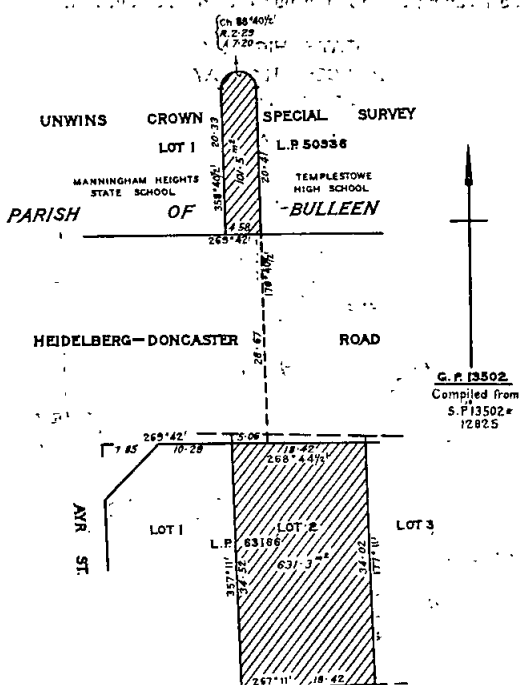 Ch 88°40½'
R.2·29
A 7·20
UNWINS CROWN SPECIAL SURVEY
LOT 1
L.P. 50936
20·33
358°40½'
101·5 m²
20·41
MANNINGHAM HEIGHTS
STATE SCHOOL
TEMPLESTOWE
HIGH SCHOOL
PARISH OF BULLEEN
4·58
269°42'
178°40½'
28·67
HEIDELBERG—DONCASTER ROAD
G.P. 13502
Compiled from
S.P 13502 &
12825
269°42'
7·85
10·28
5·06
18·42
268°44½'
AYR ST.
LOT 1
L.P. 83186
LOT 2
LOT 3
631·3 m²
357°11'
34·52
34·02
177°11'
267°11'
18·42